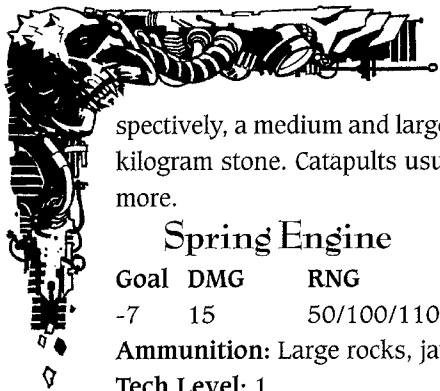 spectively, a medium and large
kilogram stone. Catapults usu
more.
Spring Engine
Goal DMG RNG
-7 15 50/100/110
Ammunition: Large rocks, jav
Tech Level: 1